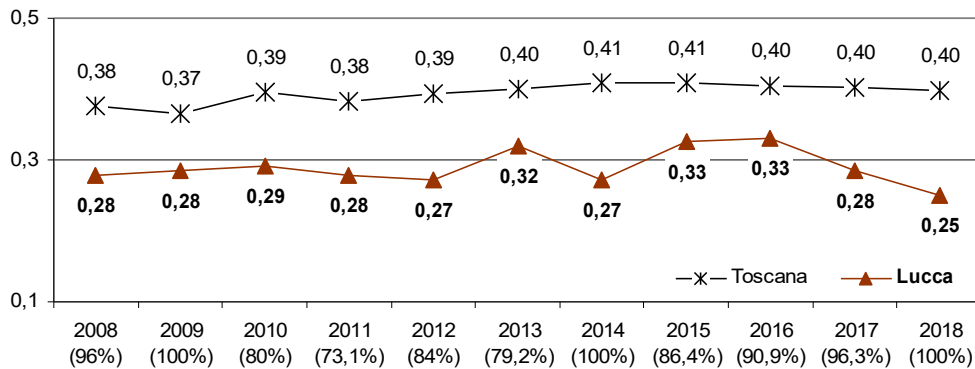 0,5
0,38 0,37 0,39 0,38 0,39 0,40 0,41 0,41 0,40 0,40 0,40
0,3
0,28 0,28 0,29 0,28 0,27 0,32 0,27 0,33 0,33 0,28 0,25
Toscana Lucca
0,1
2008 2009 2010 2011 2012 2013 2014 2015 2016 2017 2018
(96%) (100%) (80%) (73,1%) (84%) (79,2%) (100%) (86,4%) (90,9%) (96,3%) (100%)